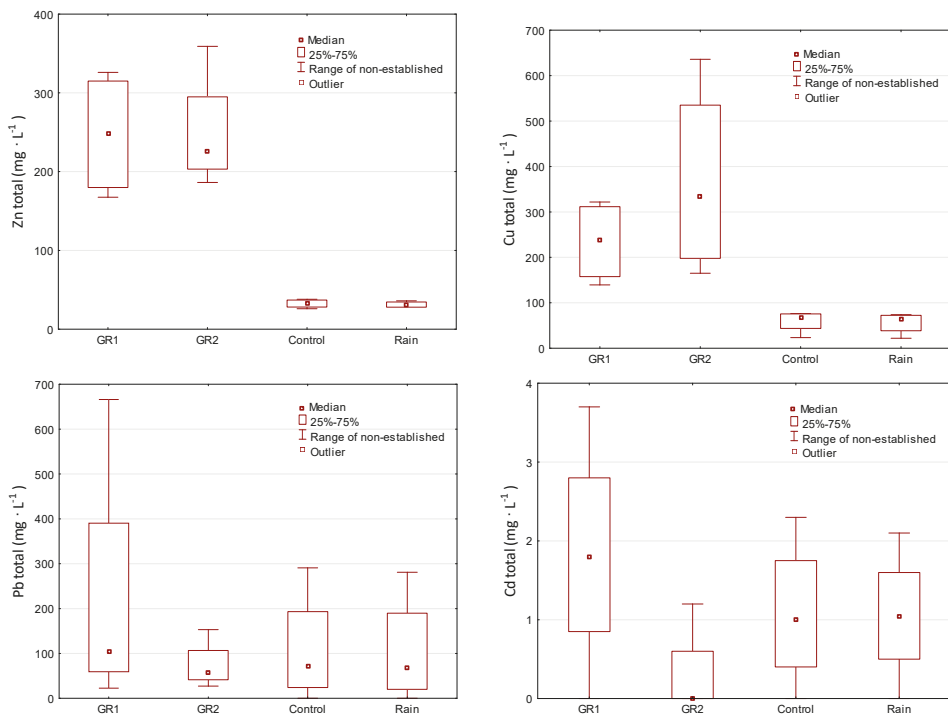 400
300
200
100
0
Zn total (mg · L⁻¹)
Median
25%-75%
Range of non-established
Outlier
GR1 GR2 Control Rain
700
600
500
400
300
200
100
0
Cu total (mg · L⁻¹)
Median
25%-75%
Range of non-established
Outlier
GR1 GR2 Control Rain
700
600
500
400
300
200
100
0
Pb total (mg · L⁻¹)
Median
25%-75%
Range of non-established
Outlier
GR1 GR2 Control Rain
4
3
2
1
0
Cd total (mg · L⁻¹)
Median
25%-75%
Range of non-established
Outlier
GR1 GR2 Control Rain